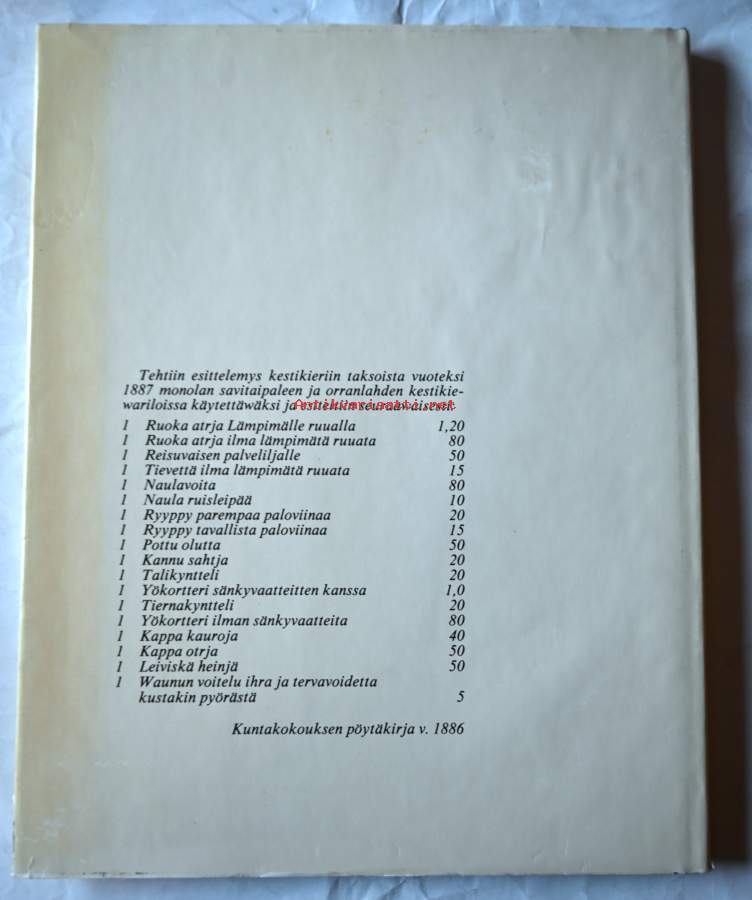 Tehtiin esittelemys kestikieriin taksoista vuoteksi
1887 monolan savitaipaleen ja orranlahden kestikie-
wariloissa käytettäwäksi ja esitettiin seuraawaisesti:
1 Ruoka atrja Lämpimälle ruualla 1,20
1 Ruoka atrja ilma lämpimätä ruuata 80
1 Reisuvaisen palveliljalle 50
1 Tievettä ilma lämpimätä ruuata 15
1 Naulavoita 80
1 Naula ruisleipää 10
1 Ryyppy parempaa paloviinaa 20
1 Ryyppy tavallista paloviinaa 15
1 Pottu olutta 50
1 Kannu sahtja 20
1 Talikyntteli 20
1 Yökortteri sänkyvaatteitten kanssa 1,0
1 Tiernakyntteli 20
1 Yökortteri ilman sänkyvaatteita 80
1 Kappa kauroja 40
1 Kappa otrja 50
1 Leiviskä heinjä 50
1 Waunun voitelu ihra ja tervavoidetta
kustakin pyörästä 5
Kuntakokouksen pöytäkirja v. 1886